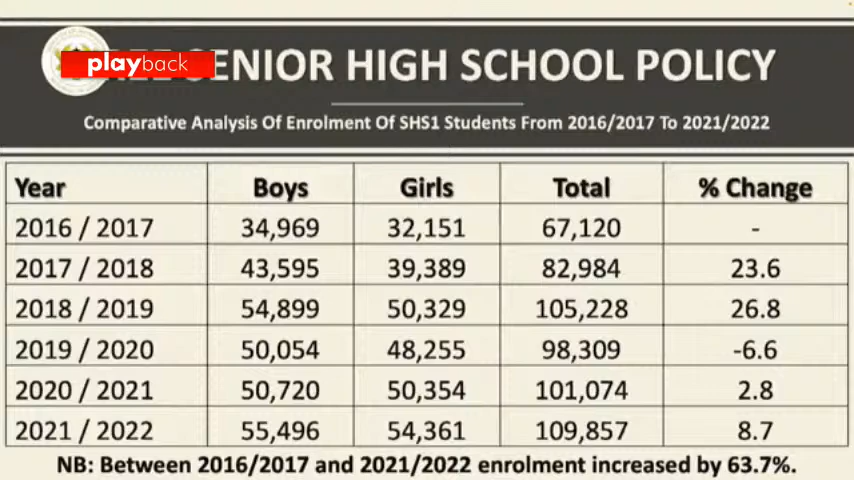 playback
SENIOR HIGH SCHOOL POLICY
Comparative Analysis Of Enrolment Of SHS1 Students From 2016/2017 To 2021/2022
Year Boys Girls Total % Change
2016 / 2017 34,969 32,151 67,120 -
2017 / 2018 43,595 39,389 82,984 23.6
2018 / 2019 54,899 50,329 105,228 26.8
2019 / 2020 50,054 48,255 98,309 -6.6
2020 / 2021 50,720 50,354 101,074 2.8
2021 / 2022 55,496 54,361 109,857 8.7
NB: Between 2016/2017 and 2021/2022 enrolment increased by 63.7%.